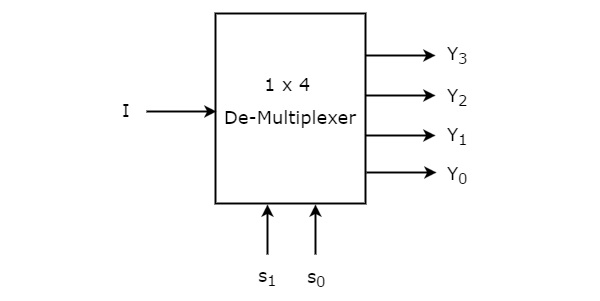 Y₃
1 x 4
Y₂
I
De-Multiplexer
Y₁
Y₀
s₁ s₀